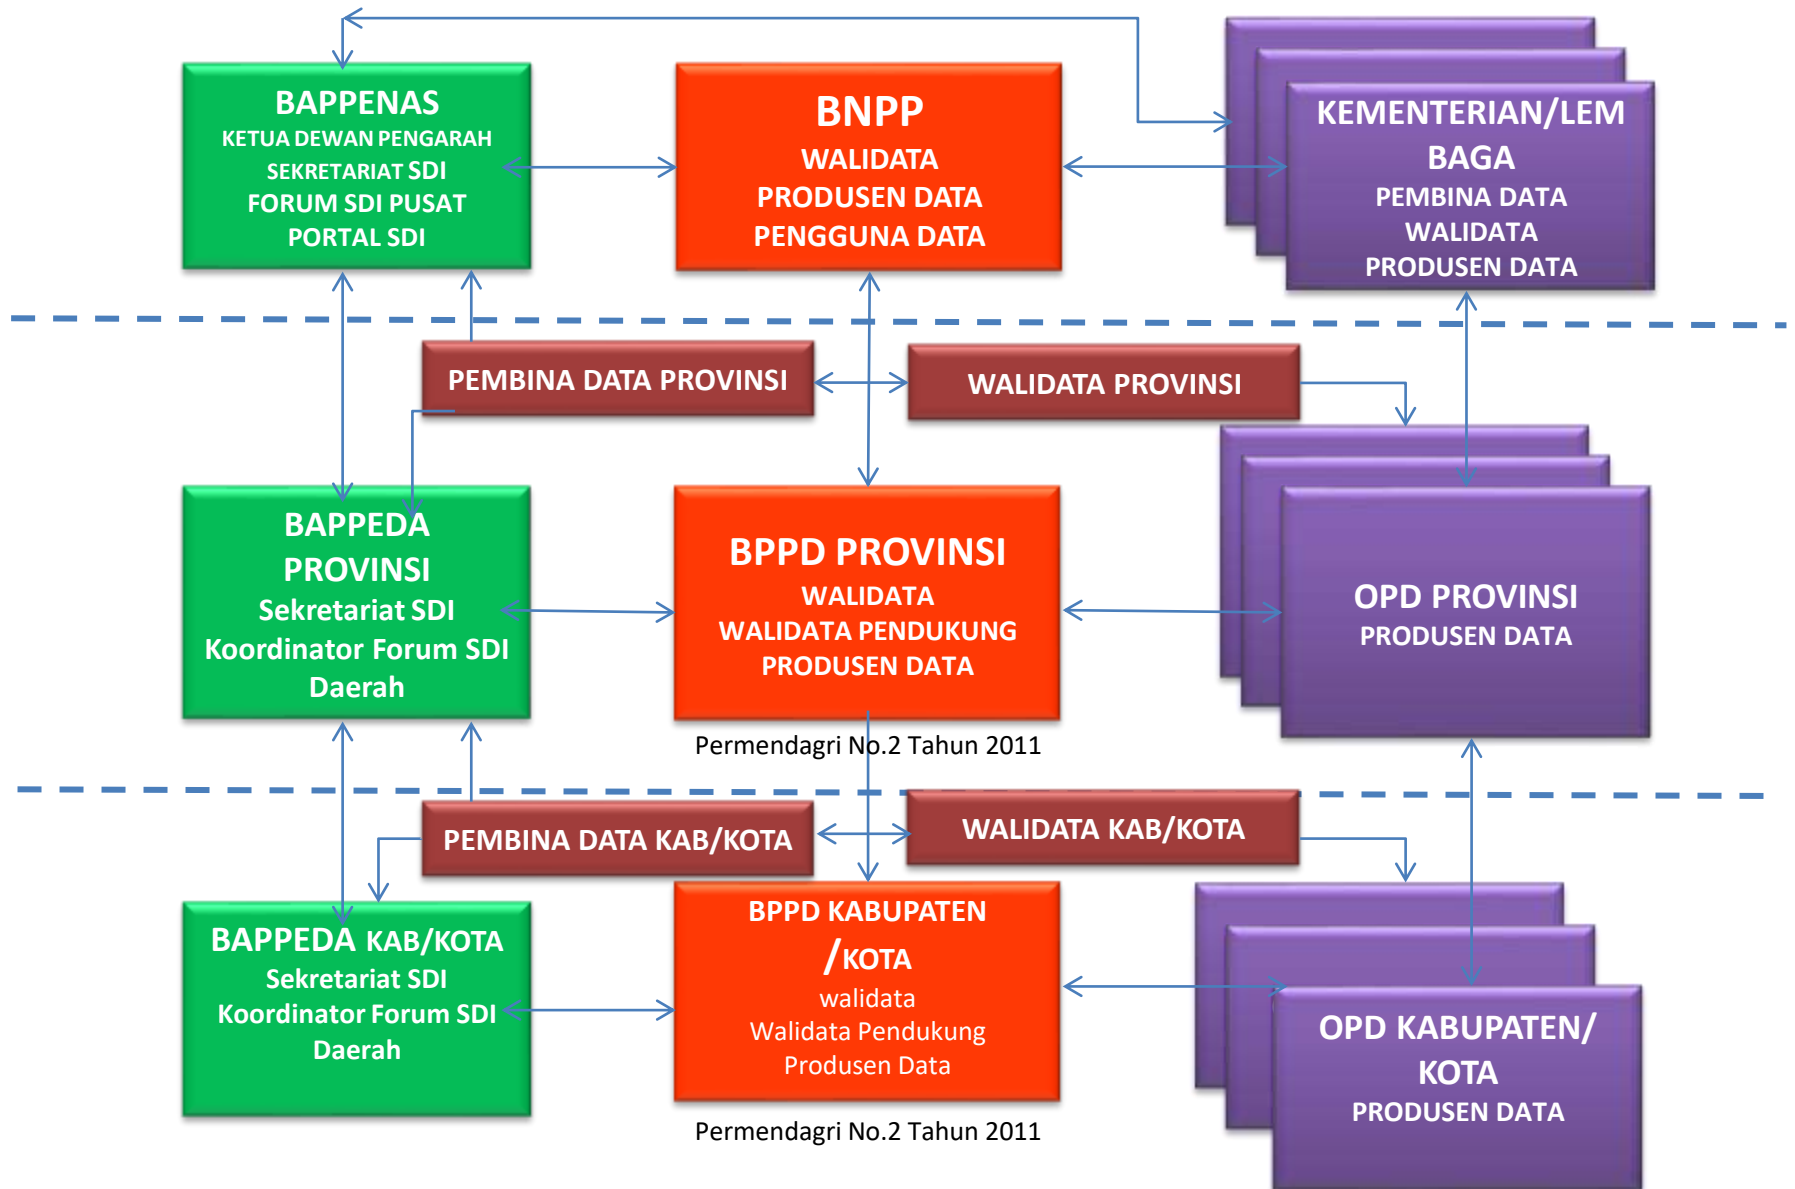 BAPPENAS
KETUA DEWAN PENGARAH
SEKRETARIAT SDI
FORUM SDI PUSAT
PORTAL SDI
BNPP
WALIDATA
PRODUSEN DATA
PENGGUNA DATA
KEMENTERIAN/LEM
BAGA
PEMBINA DATA
WALIDATA
PRODUSEN DATA
PEMBINA DATA PROVINSI
WALIDATA PROVINSI
BAPPEDA
PROVINSI
Sekretariat SDI
Koordinator Forum SDI
Daerah
BPPD PROVINSI
WALIDATA
WALIDATA PENDUKUNG
PRODUSEN DATA
Permendagri No.2 Tahun 2011
OPD PROVINSI
PRODUSEN DATA
PEMBINA DATA KAB/KOTA
WALIDATA KAB/KOTA
BAPPEDA KAB/KOTA
Sekretariat SDI
Koordinator Forum SDI
Daerah
BPPD KABUPATEN
/KOTA
walidata
Walidata Pendukung
Produsen Data
Permendagri No.2 Tahun 2011
OPD KABUPATEN/
KOTA
PRODUSEN DATA